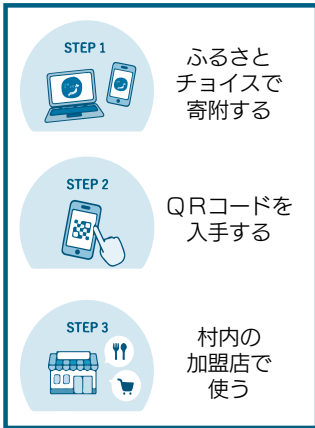 STEP 1
ふるさと
チョイスで
寄附する
STEP 2
QRコードを
入手する
STEP 3
村内の
加盟店で
使う